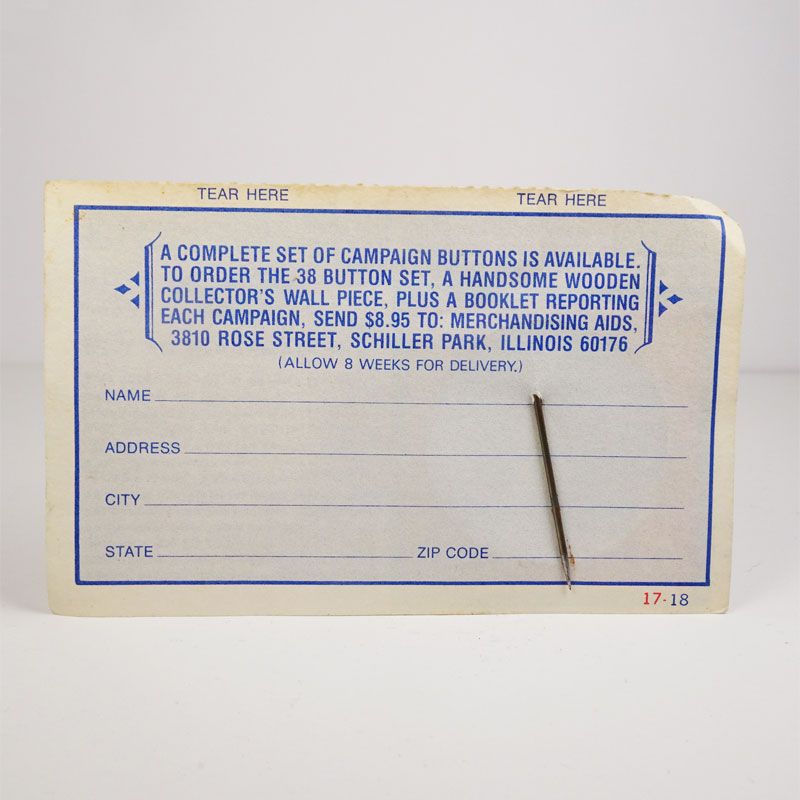 TEAR HERE TEAR HERE
A COMPLETE SET OF CAMPAIGN BUTTONS IS AVAILABLE.
TO ORDER THE 38 BUTTON SET, A HANDSOME WOODEN
COLLECTOR'S WALL PIECE, PLUS A BOOKLET REPORTING
EACH CAMPAIGN, SEND $8.95 TO: MERCHANDISING AIDS,
3810 ROSE STREET, SCHILLER PARK, ILLINOIS 60176
(ALLOW 8 WEEKS FOR DELIVERY.)
NAME
ADDRESS
CITY
STATE ZIP CODE
17-18